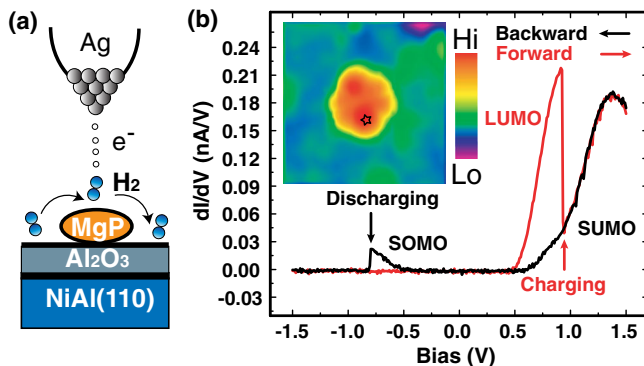 (a)
Ag
e-
H2
MgP
Al2O3
NiAl(110)
(b)
dI/dV (nA/V)
0.24
0.21
0.18
0.15
0.12
0.09
0.06
0.03
0.00
-0.03
Hi
Lo
Backward
Forward
LUMO
Discharging
SOMO
SUMO
Charging
-1.5 -1.0 -0.5 0.0 0.5 1.0 1.5
Bias (V)